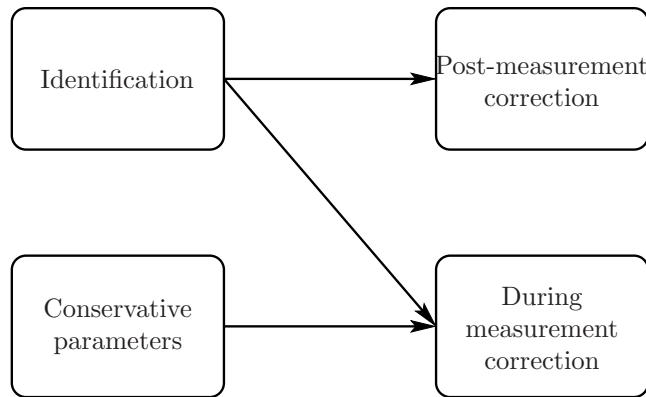 Identification
Post-measurement
correction
Conservative
parameters
During
measurement
correction